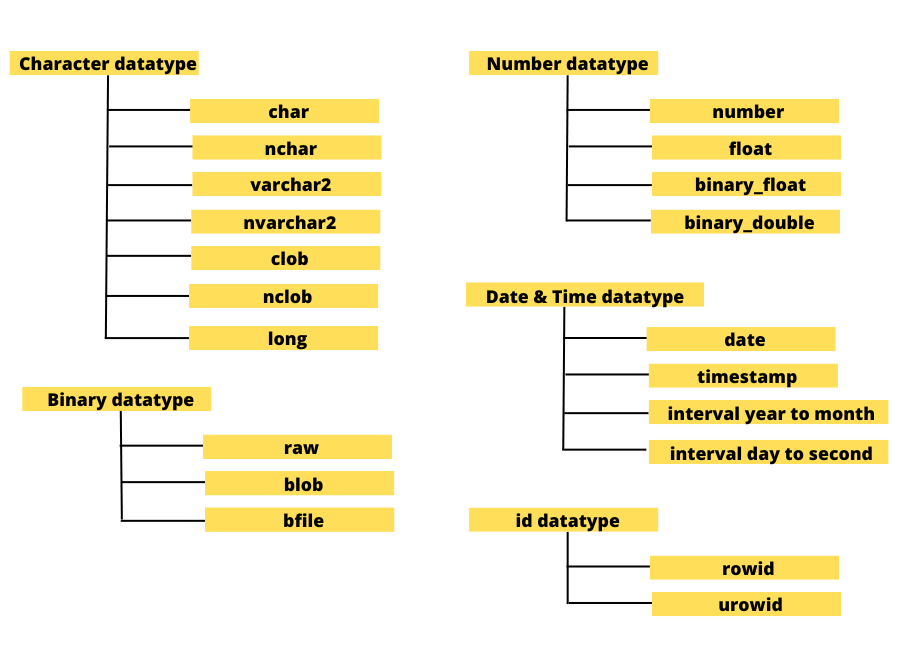 Character datatype
char
nchar
varchar2
nvarchar2
clob
nclob
long
Binary datatype
raw
blob
bfile
Number datatype
number
float
binary_float
binary_double
Date & Time datatype
date
timestamp
interval year to month
interval day to second
id datatype
rowid
urowid